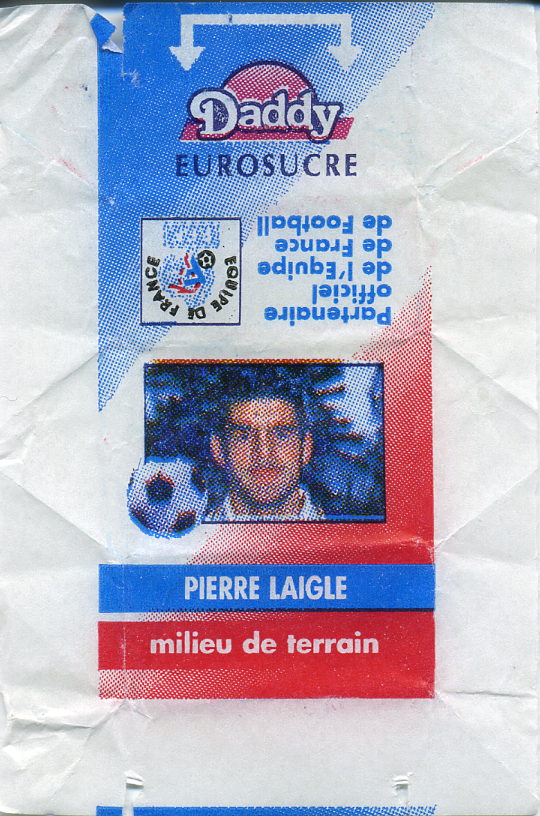 Daddy
EUROSUCRE
Partenaire
officiel
de l'Equipe
de France
de Football
EQUIPE DE FRANCE
PIERRE LAIGLE
milieu de terrain